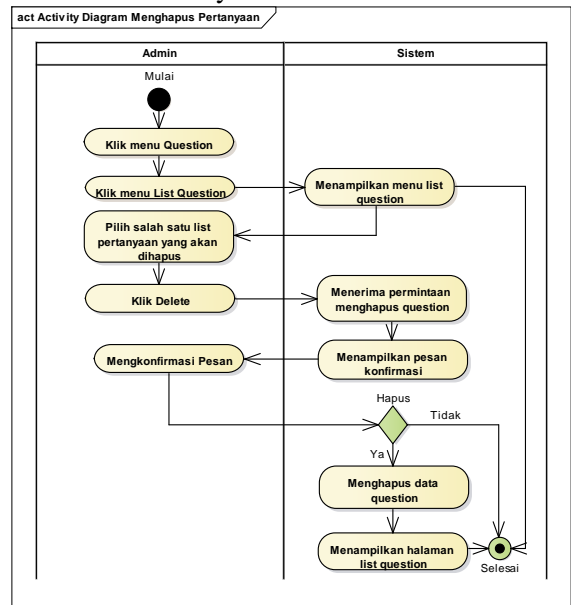 act Activity Diagram Menghapus Pertanyaan
Admin
Sistem
Mulai
Klik menu Question
Klik menu List Question
Menampilkan menu list
question
Pilih salah satu list
pertanyaan yang akan
dihapus
Klik Delete
Menerima permintaan
menghapus question
Menampilkan pesan
konfirmasi
Mengkonfirmasi Pesan
Hapus
Tidak
Ya
Menghapus data
question
Menampilkan halaman
list question
Selesai